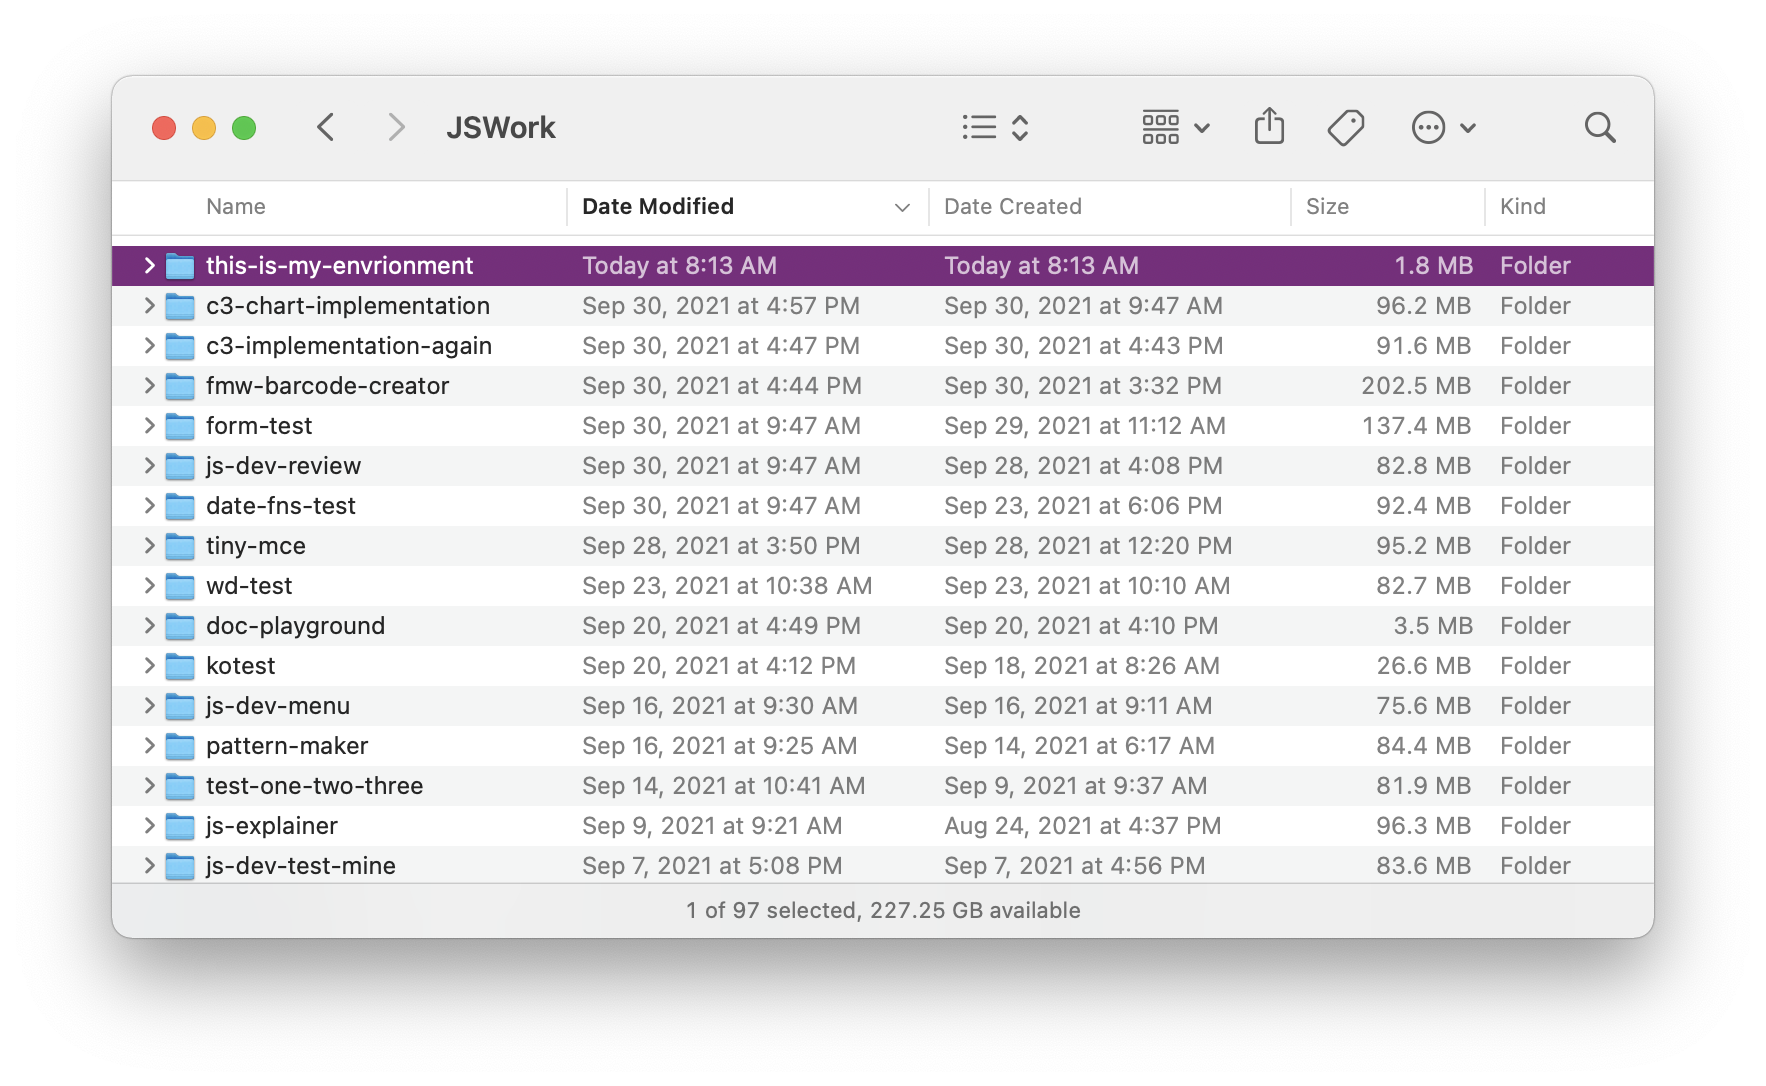 JSWork
Name Date Modified Date Created Size Kind
this-is-my-envrionment Today at 8:13 AM Today at 8:13 AM 1.8 MB Folder
c3-chart-implementation Sep 30, 2021 at 4:57 PM Sep 30, 2021 at 9:47 AM 96.2 MB Folder
c3-implementation-again Sep 30, 2021 at 4:47 PM Sep 30, 2021 at 4:43 PM 91.6 MB Folder
fmw-barcode-creator Sep 30, 2021 at 4:44 PM Sep 30, 2021 at 3:32 PM 202.5 MB Folder
form-test Sep 30, 2021 at 9:47 AM Sep 29, 2021 at 11:12 AM 137.4 MB Folder
js-dev-review Sep 30, 2021 at 9:47 AM Sep 28, 2021 at 4:08 PM 82.8 MB Folder
date-fns-test Sep 30, 2021 at 9:47 AM Sep 23, 2021 at 6:06 PM 92.4 MB Folder
tiny-mce Sep 28, 2021 at 3:50 PM Sep 28, 2021 at 12:20 PM 95.2 MB Folder
wd-test Sep 23, 2021 at 10:38 AM Sep 23, 2021 at 10:10 AM 82.7 MB Folder
doc-playground Sep 20, 2021 at 4:49 PM Sep 20, 2021 at 4:10 PM 3.5 MB Folder
kotest Sep 20, 2021 at 4:12 PM Sep 18, 2021 at 8:26 AM 26.6 MB Folder
js-dev-menu Sep 16, 2021 at 9:30 AM Sep 16, 2021 at 9:11 AM 75.6 MB Folder
pattern-maker Sep 16, 2021 at 9:25 AM Sep 14, 2021 at 6:17 AM 84.4 MB Folder
test-one-two-three Sep 14, 2021 at 10:41 AM Sep 9, 2021 at 9:37 AM 81.9 MB Folder
js-explainer Sep 9, 2021 at 9:21 AM Aug 24, 2021 at 4:37 PM 96.3 MB Folder
js-dev-test-mine Sep 7, 2021 at 5:08 PM Sep 7, 2021 at 4:56 PM 83.6 MB Folder
1 of 97 selected, 227.25 GB available